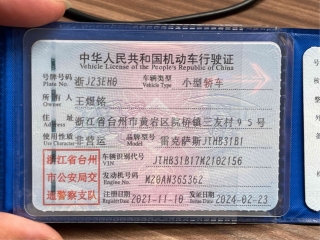 中华人民共和国机动车行驶证
Vehicle License of the People's Republic of China
号牌号码 浙J23EH0 车辆类型 小型轿车
Plate No. Vehicle Type
所有人 王煜铭
Owner
住址 浙江省台州市黄岩区院桥镇三友村95号
Address
使用性质 非营运 品牌型号 雷克萨斯JTHB31B1
Use Character Model
浙江省台州市公安局交通警察支队
车辆识别代号 JTHB31B17M2102156
VIN
发动机号码 M20AN365362
Engine No.
注册日期 2021-11-10 发证日期 2024-02-23
Register Date Issue Date